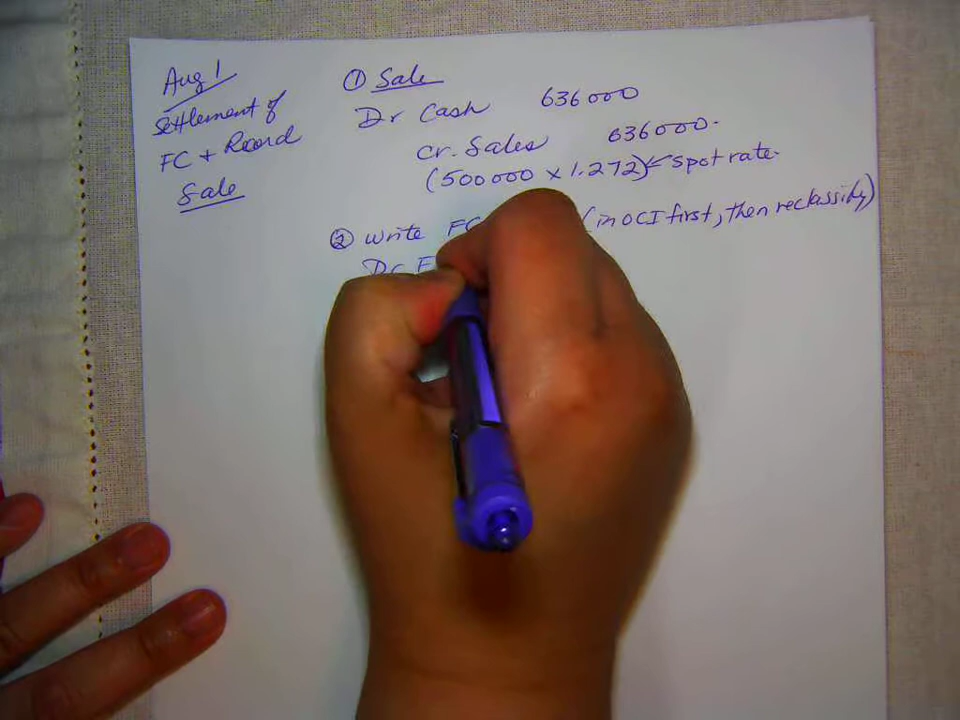 Aug 1
Settlement of
FC + Record
Sale
① Sale
Dr Cash 636000
cr. Sales 636000.
(500000 × 1.272) ← Spot rate.
② Write FC (in OCI first, then reclassify)
Dr F